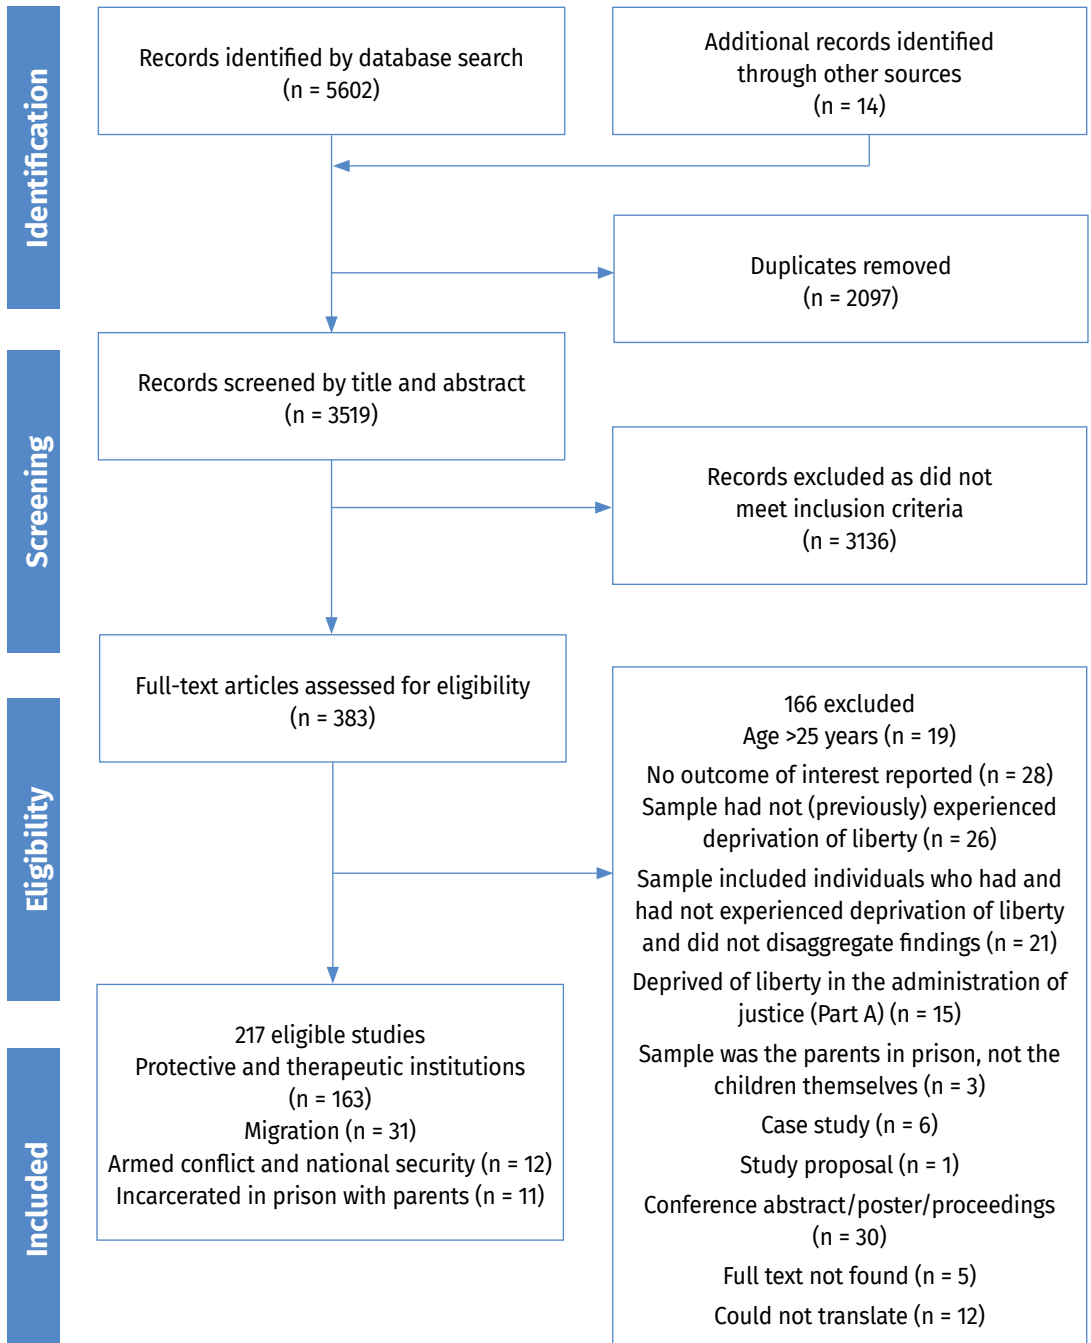 Identification
Records identified by database search
(n = 5602)
Additional records identified
through other sources
(n = 14)
Duplicates removed
(n = 2097)
Screening
Records screened by title and abstract
(n = 3519)
Records excluded as did not
meet inclusion criteria
(n = 3136)
Eligibility
Full-text articles assessed for eligibility
(n = 383)
166 excluded
Age >25 years (n = 19)
No outcome of interest reported (n = 28)
Sample had not (previously) experienced
deprivation of liberty (n = 26)
Sample included individuals who had and
had not experienced deprivation of liberty
and did not disaggregate findings (n = 21)
Deprived of liberty in the administration of
justice (Part A) (n = 15)
Sample was the parents in prison, not the
children themselves (n = 3)
Case study (n = 6)
Study proposal (n = 1)
Conference abstract/poster/proceedings
(n = 30)
Full text not found (n = 5)
Could not translate (n = 12)
Included
217 eligible studies
Protective and therapeutic institutions
(n = 163)
Migration (n = 31)
Armed conflict and national security (n = 12)
Incarcerated in prison with parents (n = 11)